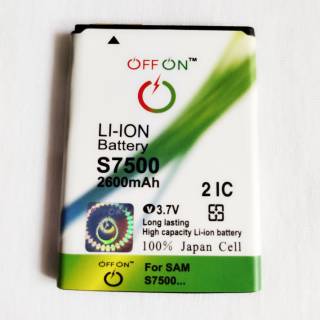 OFF ON™
LI-ION
Battery
S7500
2600mAh
2 IC
V 3.7V
Long lasting
High capacity Li-ion battery
100% Japan Cell
OFF ON™
For SAM
S7500...